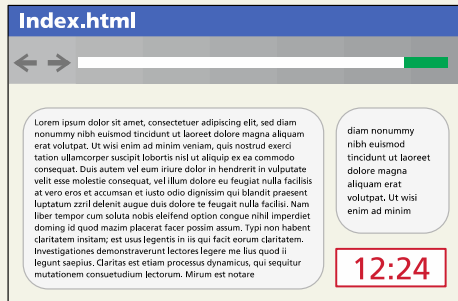 Index.html
Lorem ipsum dolor sit amet, consectetuer adipiscing elit, sed diam
nonummy nibh euismod tincidunt ut laoreet dolore magna aliquam
erat volutpat. Ut wisi enim ad minim veniam, quis nostrud exerci
tation ullamcorper suscipit lobortis nisl ut aliquip ex ea commodo
consequat. Duis autem vel eum iriure dolor in hendrerit in vulputate
velit esse molestie consequat, vel illum dolore eu feugiat nulla facilisis
at vero eros et accumsan et iusto odio dignissim qui blandit praesent
luptatum zzril delenit augue duis dolore te feugait nulla facilisi. Nam
liber tempor cum soluta nobis eleifend option congue nihil imperdiet
doming id quod mazim placerat facer possim assum. Typi non habent
claritatem insitam; est usus legentis in iis qui facit eorum claritatem.
Investigationes demonstraverunt lectores legere me lius quod ii
legunt saepius. Claritas est etiam processus dynamicus, qui sequitur
mutationem consuetudium lectorum. Mirum est notare
diam nonummy
nibh euismod
tincidunt ut laoreet
dolore magna
aliquam erat
volutpat. Ut wisi
enim ad minim
12:24